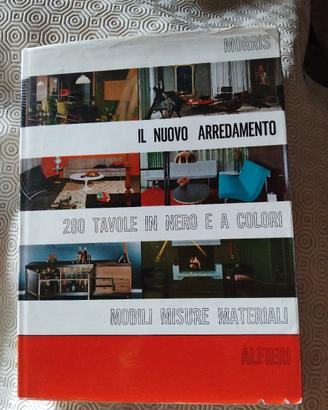 MORRIS
IL NUOVO ARREDAMENTO
280 TAVOLE IN NERO E A COLORI
MOBILI MISURE MATERIALI
ALFIERI